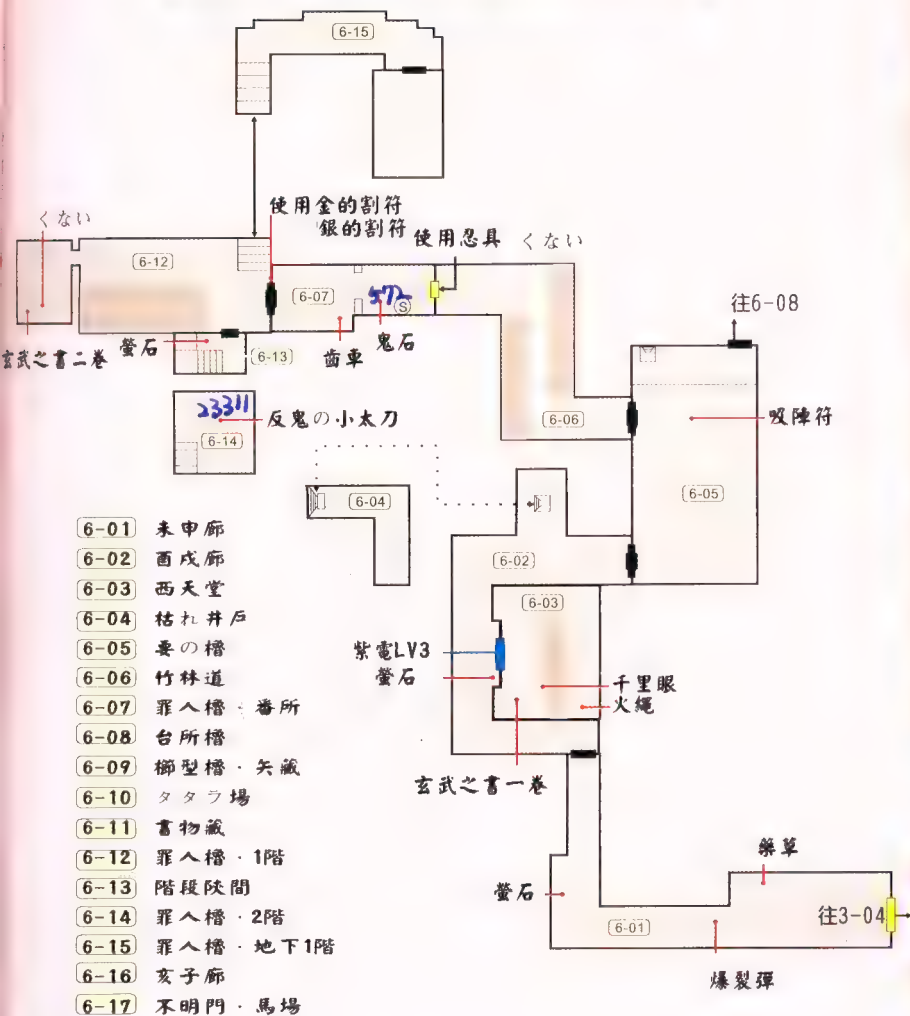 6-15
使用金的割符
銀的割符
使用忍具
くない
くない
6-12
6-07
572
S
往6-08
玄武之書二巻
螢石
6-13
歯車
鬼石
23311
反鬼の小太刀
6-14
6-06
吸陣符
6-04
6-05
6-02
6-03
紫電LV3
螢石
千里眼
火繩
玄武之書一巻
藥草
螢石
6-01
往3-04
爆裂彈
6-01 未申廊
6-02 酉戌廊
6-03 西天堂
6-04 枯れ井戸
6-05 要の櫓
6-06 竹林道
6-07 罪人櫓・番所
6-08 台所櫓
6-09 櫛型櫓・矢蔵
6-10 タタラ場
6-11 書物蔵
6-12 罪人櫓・1階
6-13 階段陜間
6-14 罪人櫓・2階
6-15 罪人櫓・地下1階
6-16 亥子廊
6-17 不明門・馬場